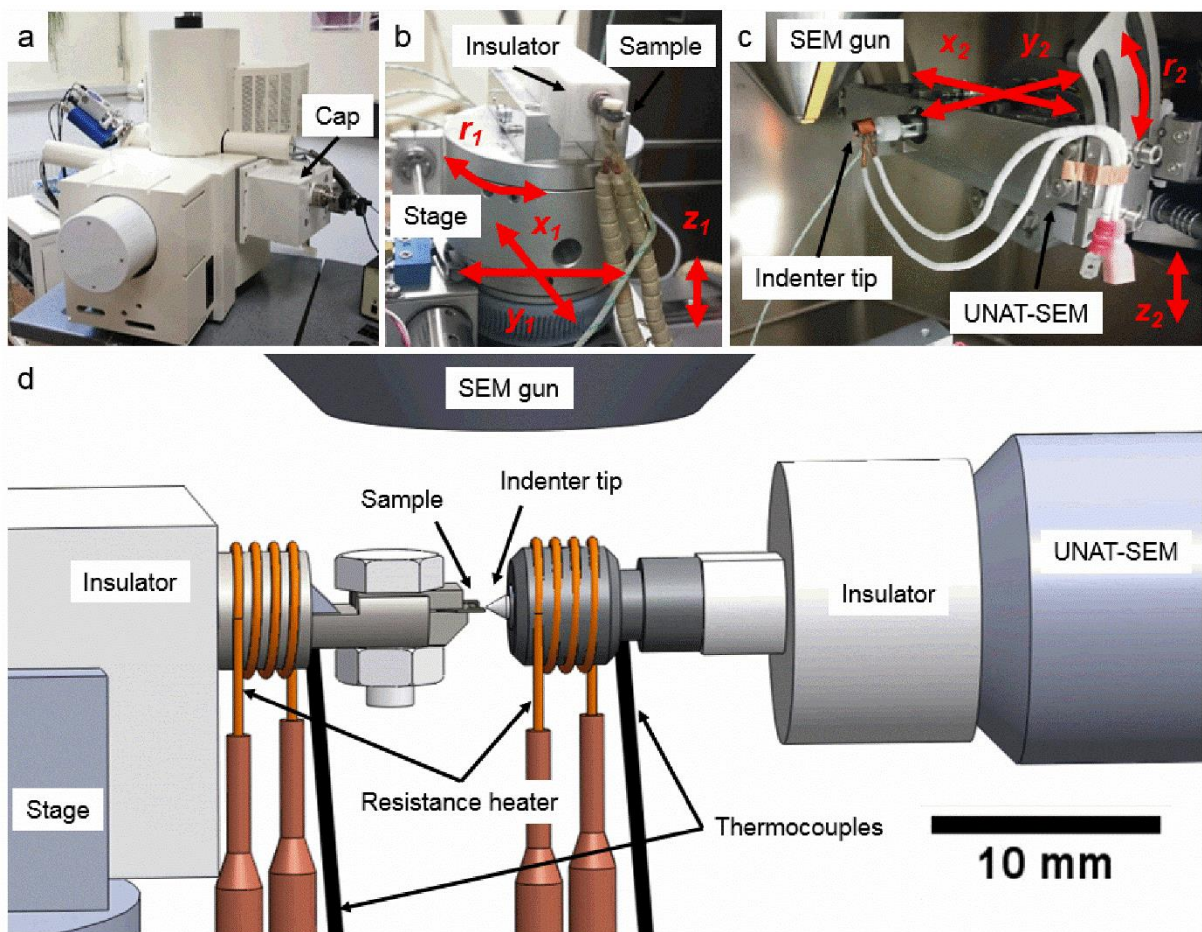 a
Cap
b
Insulator
Sample
r1
Stage
x1
y1
z1
c
SEM gun
x2
y2
r2
Indenter tip
UNAT-SEM
z2
d
SEM gun
Sample
Indenter tip
Insulator
Insulator
UNAT-SEM
Stage
Resistance heater
Thermocouples
10 mm